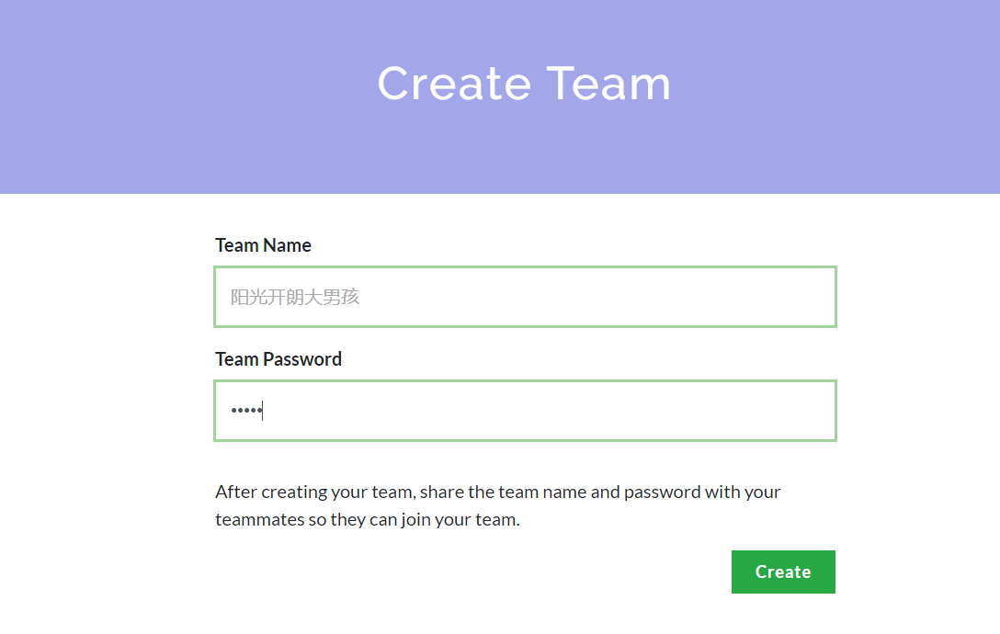 Create Team
Team Name
阳光开朗大男孩
Team Password
•••••
After creating your team, share the team name and password with your
teammates so they can join your team.
Create